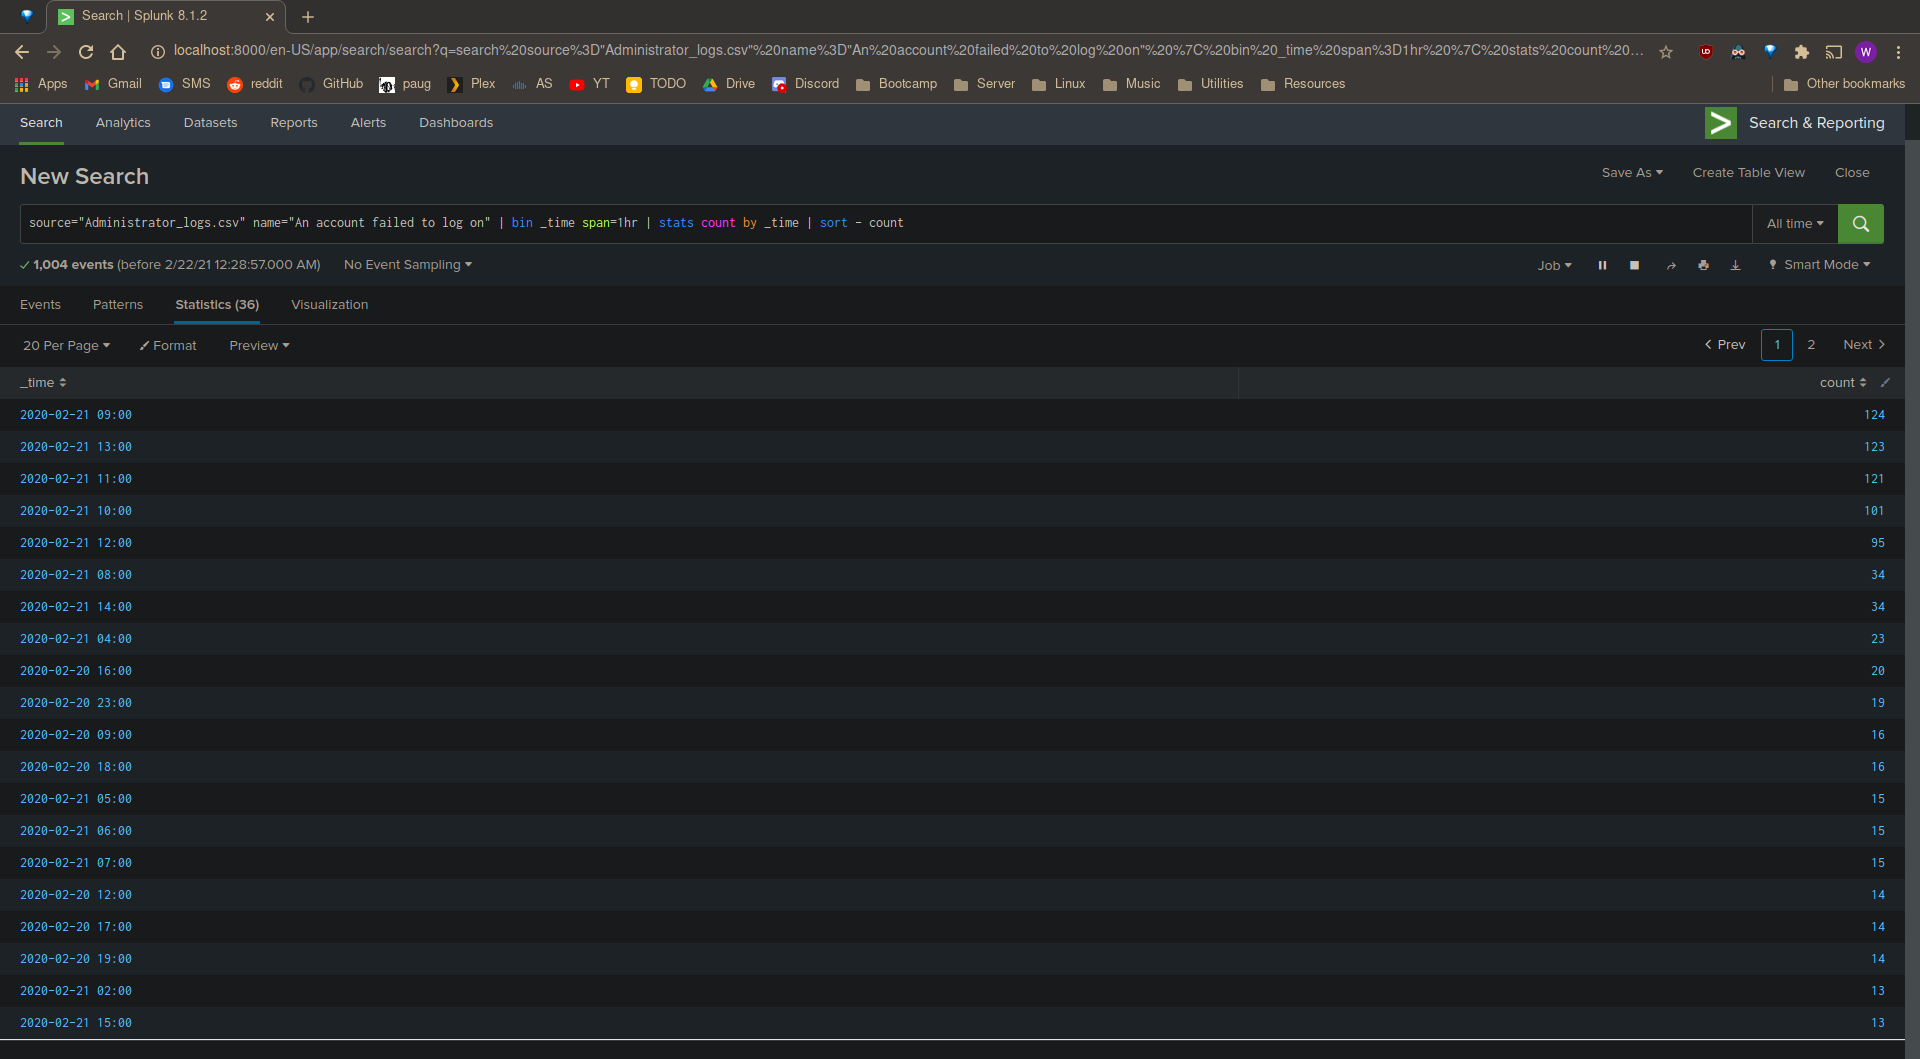 Search | Splunk 8.1.2
localhost:8000/en-US/app/search/search?q=search%20source%3D"Administrator_logs.csv"%20name%3D"An%20account%20failed%20to%20log%20on"%20%7C%20bin%20_time%20span%3D1hr%20%7C%20stats%20count%20... W
Apps Gmail SMS reddit GitHub paug Plex AS YT TODO Drive Discord Bootcamp Server Linux Music Utilities Resources Other bookmarks
Search Analytics Datasets Reports Alerts Dashboards Search & Reporting
New Search Save As Create Table View Close
source="Administrator_logs.csv" name="An account failed to log on" | bin _time span=1hr | stats count by _time | sort - count All time
1,004 events (before 2/22/21 12:28:57.000 AM) No Event Sampling Job Smart Mode
Events Patterns Statistics (36) Visualization
20 Per Page Format Preview Prev 1 2 Next
_time count
2020-02-21 09:00 124
2020-02-21 13:00 123
2020-02-21 11:00 121
2020-02-21 10:00 101
2020-02-21 12:00 95
2020-02-21 08:00 34
2020-02-21 14:00 34
2020-02-21 04:00 23
2020-02-20 16:00 20
2020-02-20 23:00 19
2020-02-20 09:00 16
2020-02-20 18:00 16
2020-02-21 05:00 15
2020-02-21 06:00 15
2020-02-21 07:00 15
2020-02-20 12:00 14
2020-02-20 17:00 14
2020-02-20 19:00 14
2020-02-21 02:00 13
2020-02-21 15:00 13